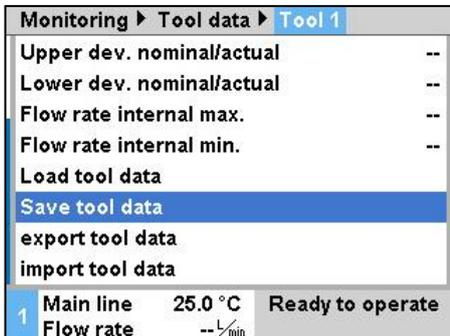 Monitoring ▶ Tool data ▶ Tool 1
Upper dev. nominal/actual --
Lower dev. nominal/actual --
Flow rate internal max. --
Flow rate internal min. --
Load tool data
Save tool data
export tool data
import tool data
1 Main line 25.0 °C Ready to operate
Flow rate -- L/min